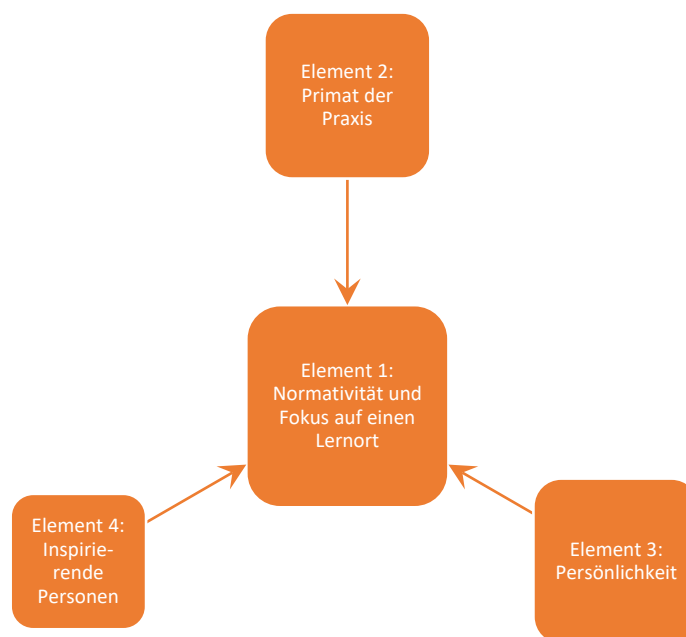 Element 2:
Primat der
Praxis
Element 1:
Normativität und
Fokus auf einen
Lernort
Element 4:
Inspirie-
rende
Personen
Element 3:
Persönlichkeit